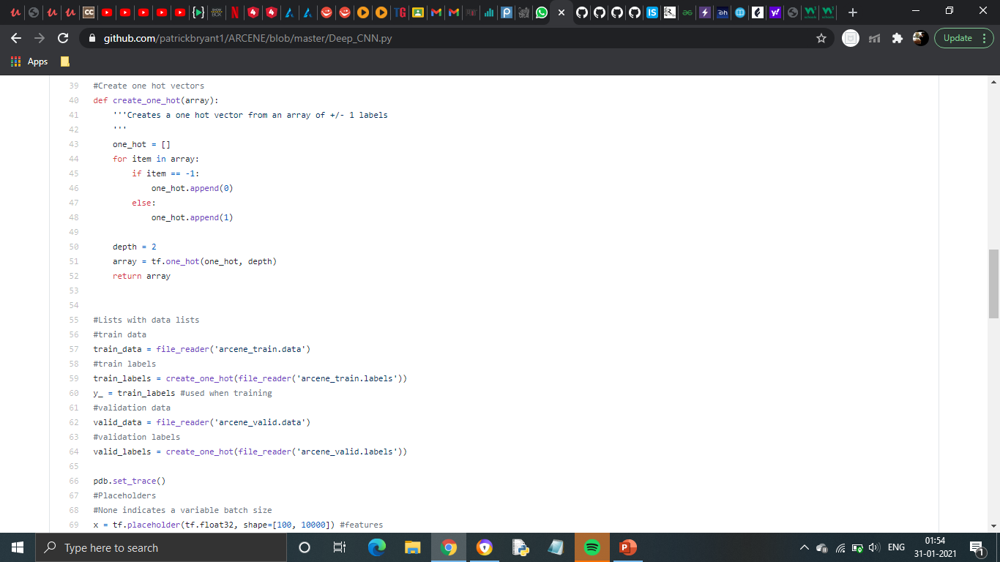 github.com/patrickbryant1/ARCENE/blob/master/Deep_CNN.py
Update
Apps
39 #Create one hot vectors
40 def create_one_hot(array):
41     '''Creates a one hot vector from an array of +/- 1 labels
42     '''
43     one_hot = []
44     for item in array:
45         if item == -1:
46             one_hot.append(0)
47         else:
48             one_hot.append(1)
49
50     depth = 2
51     array = tf.one_hot(one_hot, depth)
52     return array
53
54
55 #Lists with data lists
56 #train data
57 train_data = file_reader('arcene_train.data')
58 #train labels
59 train_labels = create_one_hot(file_reader('arcene_train.labels'))
60 y_ = train_labels #used when training
61 #validation data
62 valid_data = file_reader('arcene_valid.data')
63 #validation labels
64 valid_labels = create_one_hot(file_reader('arcene_valid.labels'))
65
66 pdb.set_trace()
67 #Placeholders
68 #None indicates a variable batch size
69 x = tf.placeholder(tf.float32, shape=[100, 10000]) #features
Type here to search
ENG
01:54
31-01-2021
1